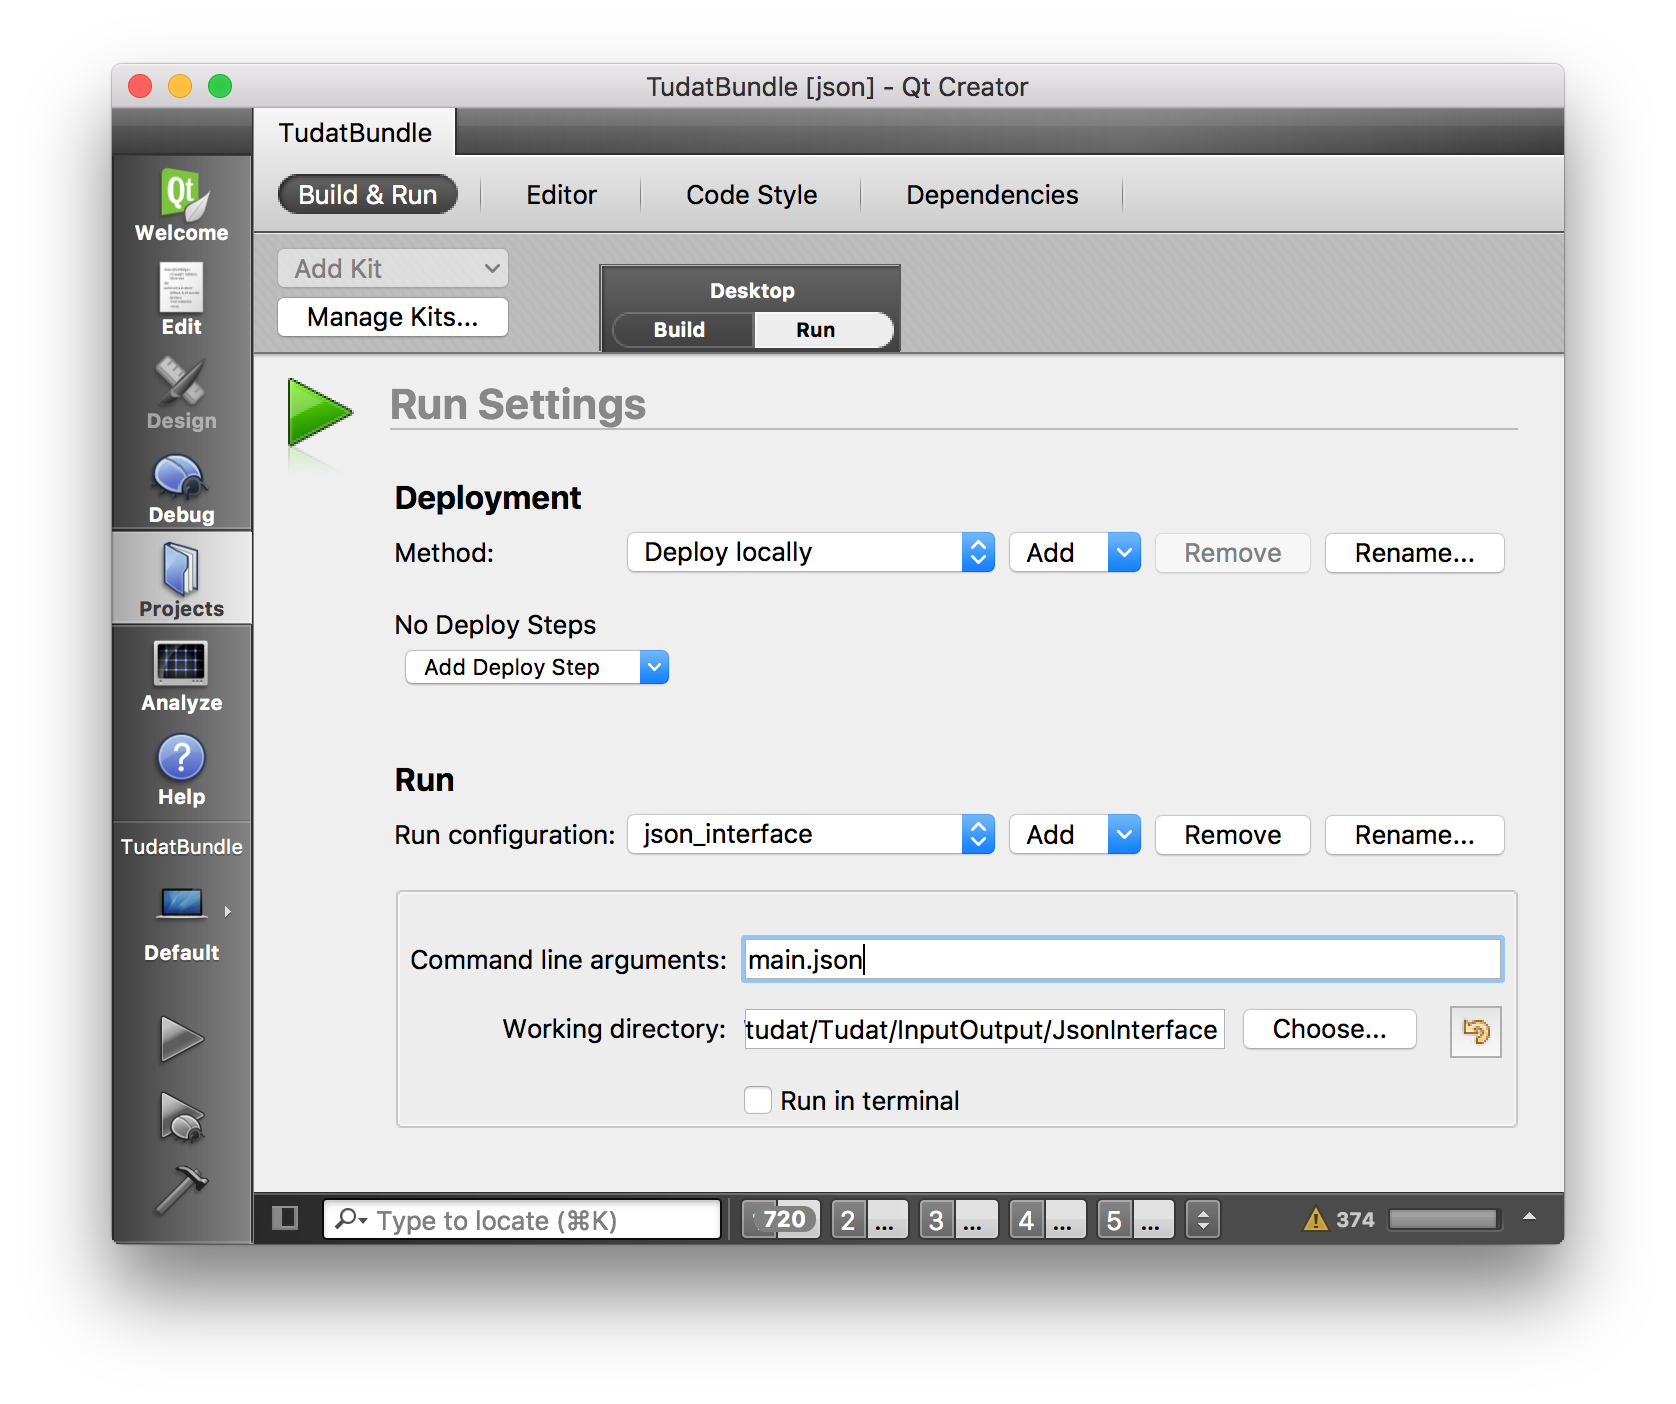 TudatBundle [json] - Qt Creator
TudatBundle
Build & Run Editor Code Style Dependencies
Qt
Welcome
Edit
Design
Debug
Projects
Analyze
Help
TudatBundle
Default
Add Kit
Manage Kits...
Desktop
Build Run
Run Settings
Deployment
Method: Deploy locally Add Remove Rename...
No Deploy Steps
Add Deploy Step
Run
Run configuration: json_interface Add Remove Rename...
Command line arguments: main.json
Working directory: tudat/Tudat/InputOutput/JsonInterface Choose...
Run in terminal
Type to locate (⌘K) 720 2 ... 3 ... 4 ... 5 ... 374